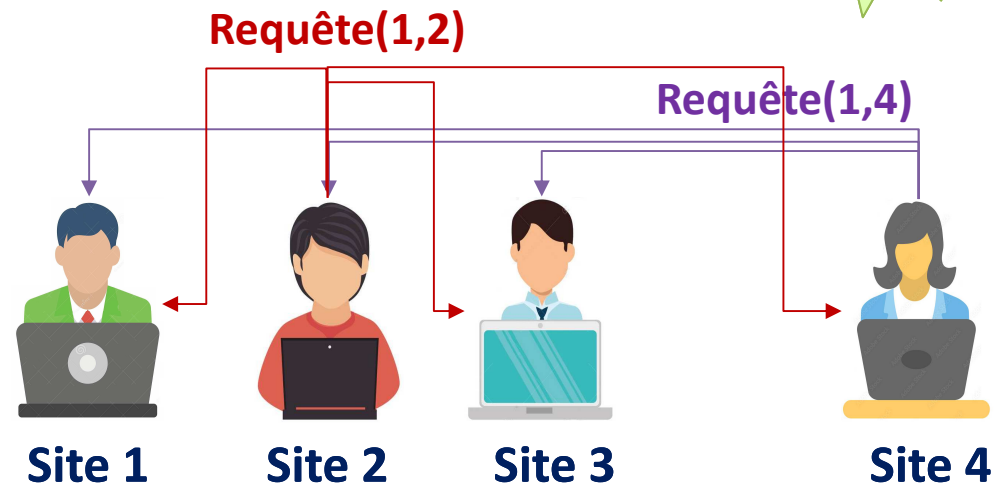 Requête(1,2)
Requête(1,4)
Site 1
Site 2
Site 3
Site 4